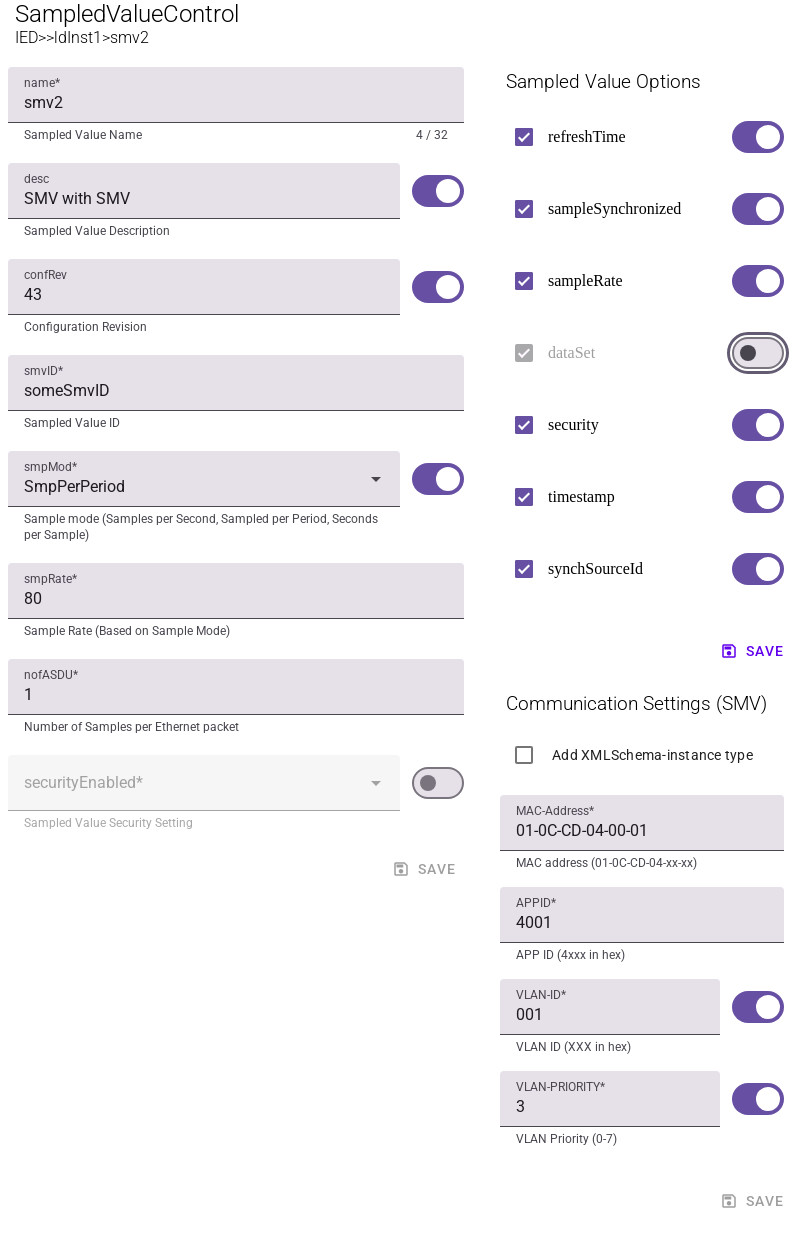 SampledValueControl
IED>>ldInst1>smv2
name*
smv2
Sampled Value Name
4 / 32
desc
SMV with SMV
Sampled Value Description
confRev
43
Configuration Revision
smvID*
someSmvID
Sampled Value ID
smpMod*
SmpPerPeriod
Sample mode (Samples per Second, Sampled per Period, Seconds
per Sample)
smpRate*
80
Sample Rate (Based on Sample Mode)
nofASDU*
1
Number of Samples per Ethernet packet
securityEnabled*
Sampled Value Security Setting
SAVE
Sampled Value Options
refreshTime
sampleSynchronized
sampleRate
dataSet
security
timestamp
synchSourceId
SAVE
Communication Settings (SMV)
Add XMLSchema-instance type
MAC-Address*
01-0C-CD-04-00-01
MAC address (01-0C-CD-04-xx-xx)
APPID*
4001
APP ID (4xxx in hex)
VLAN-ID*
001
VLAN ID (XXX in hex)
VLAN-PRIORITY*
3
VLAN Priority (0-7)
SAVE